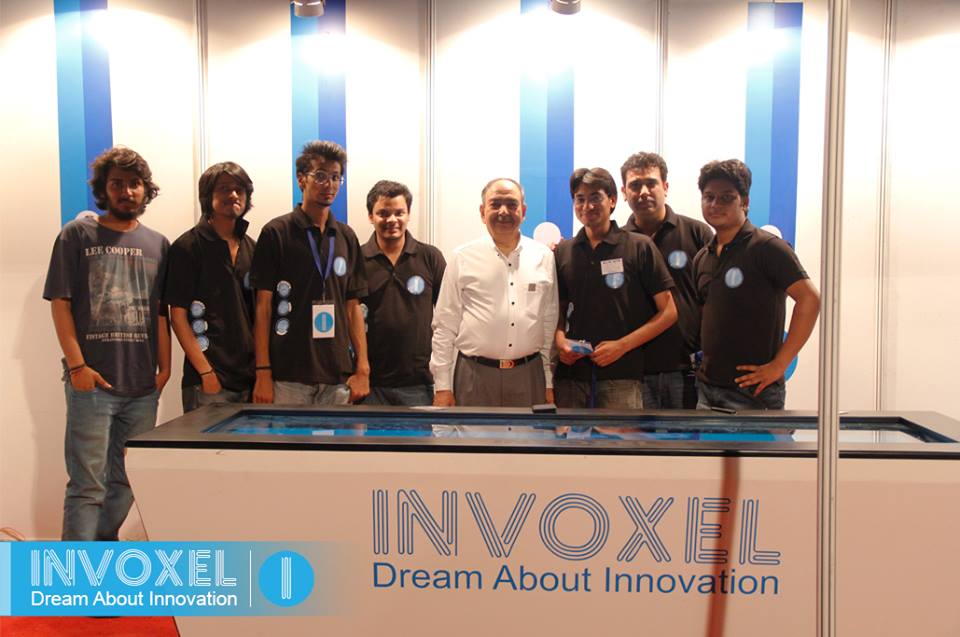 LEE COOPER
INVOXEL
Dream About Innovation
INVOXEL
Dream About Innovation